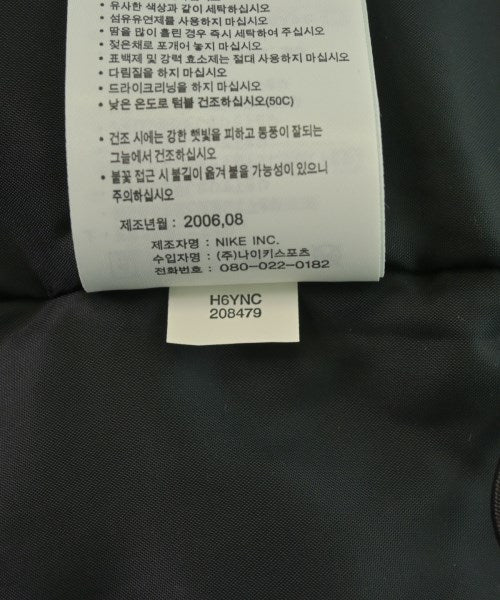 • 유사한 색상과 같이 세탁하십시오
• 섬유유연제를 사용하지 마십시오
• 땀을 많이 흘린 경우 즉시 세탁하여 주십시오
• 젖은채로 포개어 놓지 마십시오
• 표백제 및 강력 효소제는 절대 사용하지 마십시오
• 다림질을 하지 마십시오
• 드라이크리닝을 하지 마십시오
• 낮은 온도로 텀블 건조하십시오(50C)
• 건조 시에는 강한 햇빛을 피하고 통풍이 잘되는
그늘에서 건조하십시오
• 불꽃 접근 시 불길이 옮겨 붙을 가능성이 있으니
주의하십시오
제조년월 : 2006,08
제조자명 : NIKE INC.
수입자명 : (주)나이키스포츠
전화번호 : 080-022-0182
H6YNC
208479